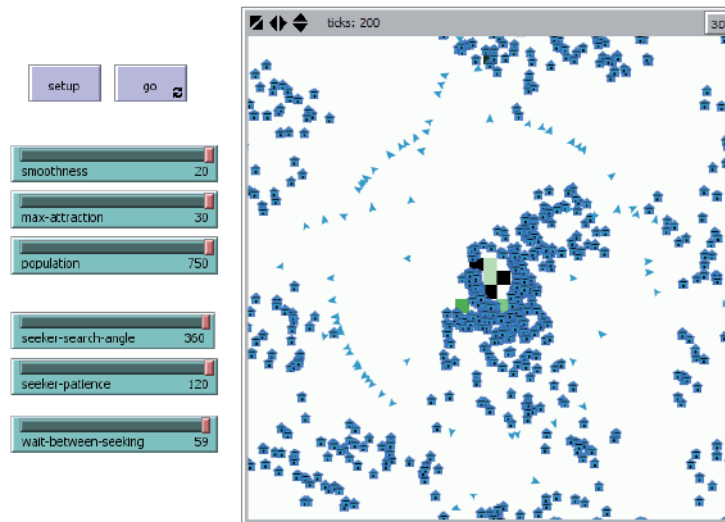 ticks: 200
3D
setup
go
smoothness 20
max-attraction 30
population 750
seeker-search-angle 360
seeker-patience 120
wait-between-seeking 59